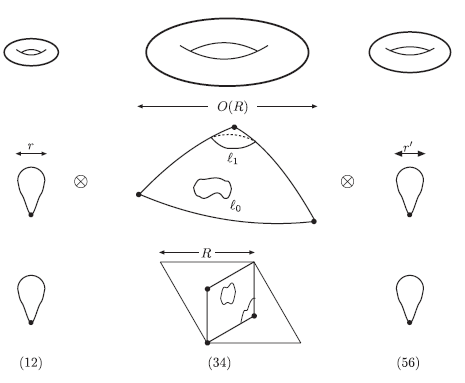 O(R)
r
r′
⊗
⊗
ℓ₁
ℓ₀
R
(12)
(34)
(56)